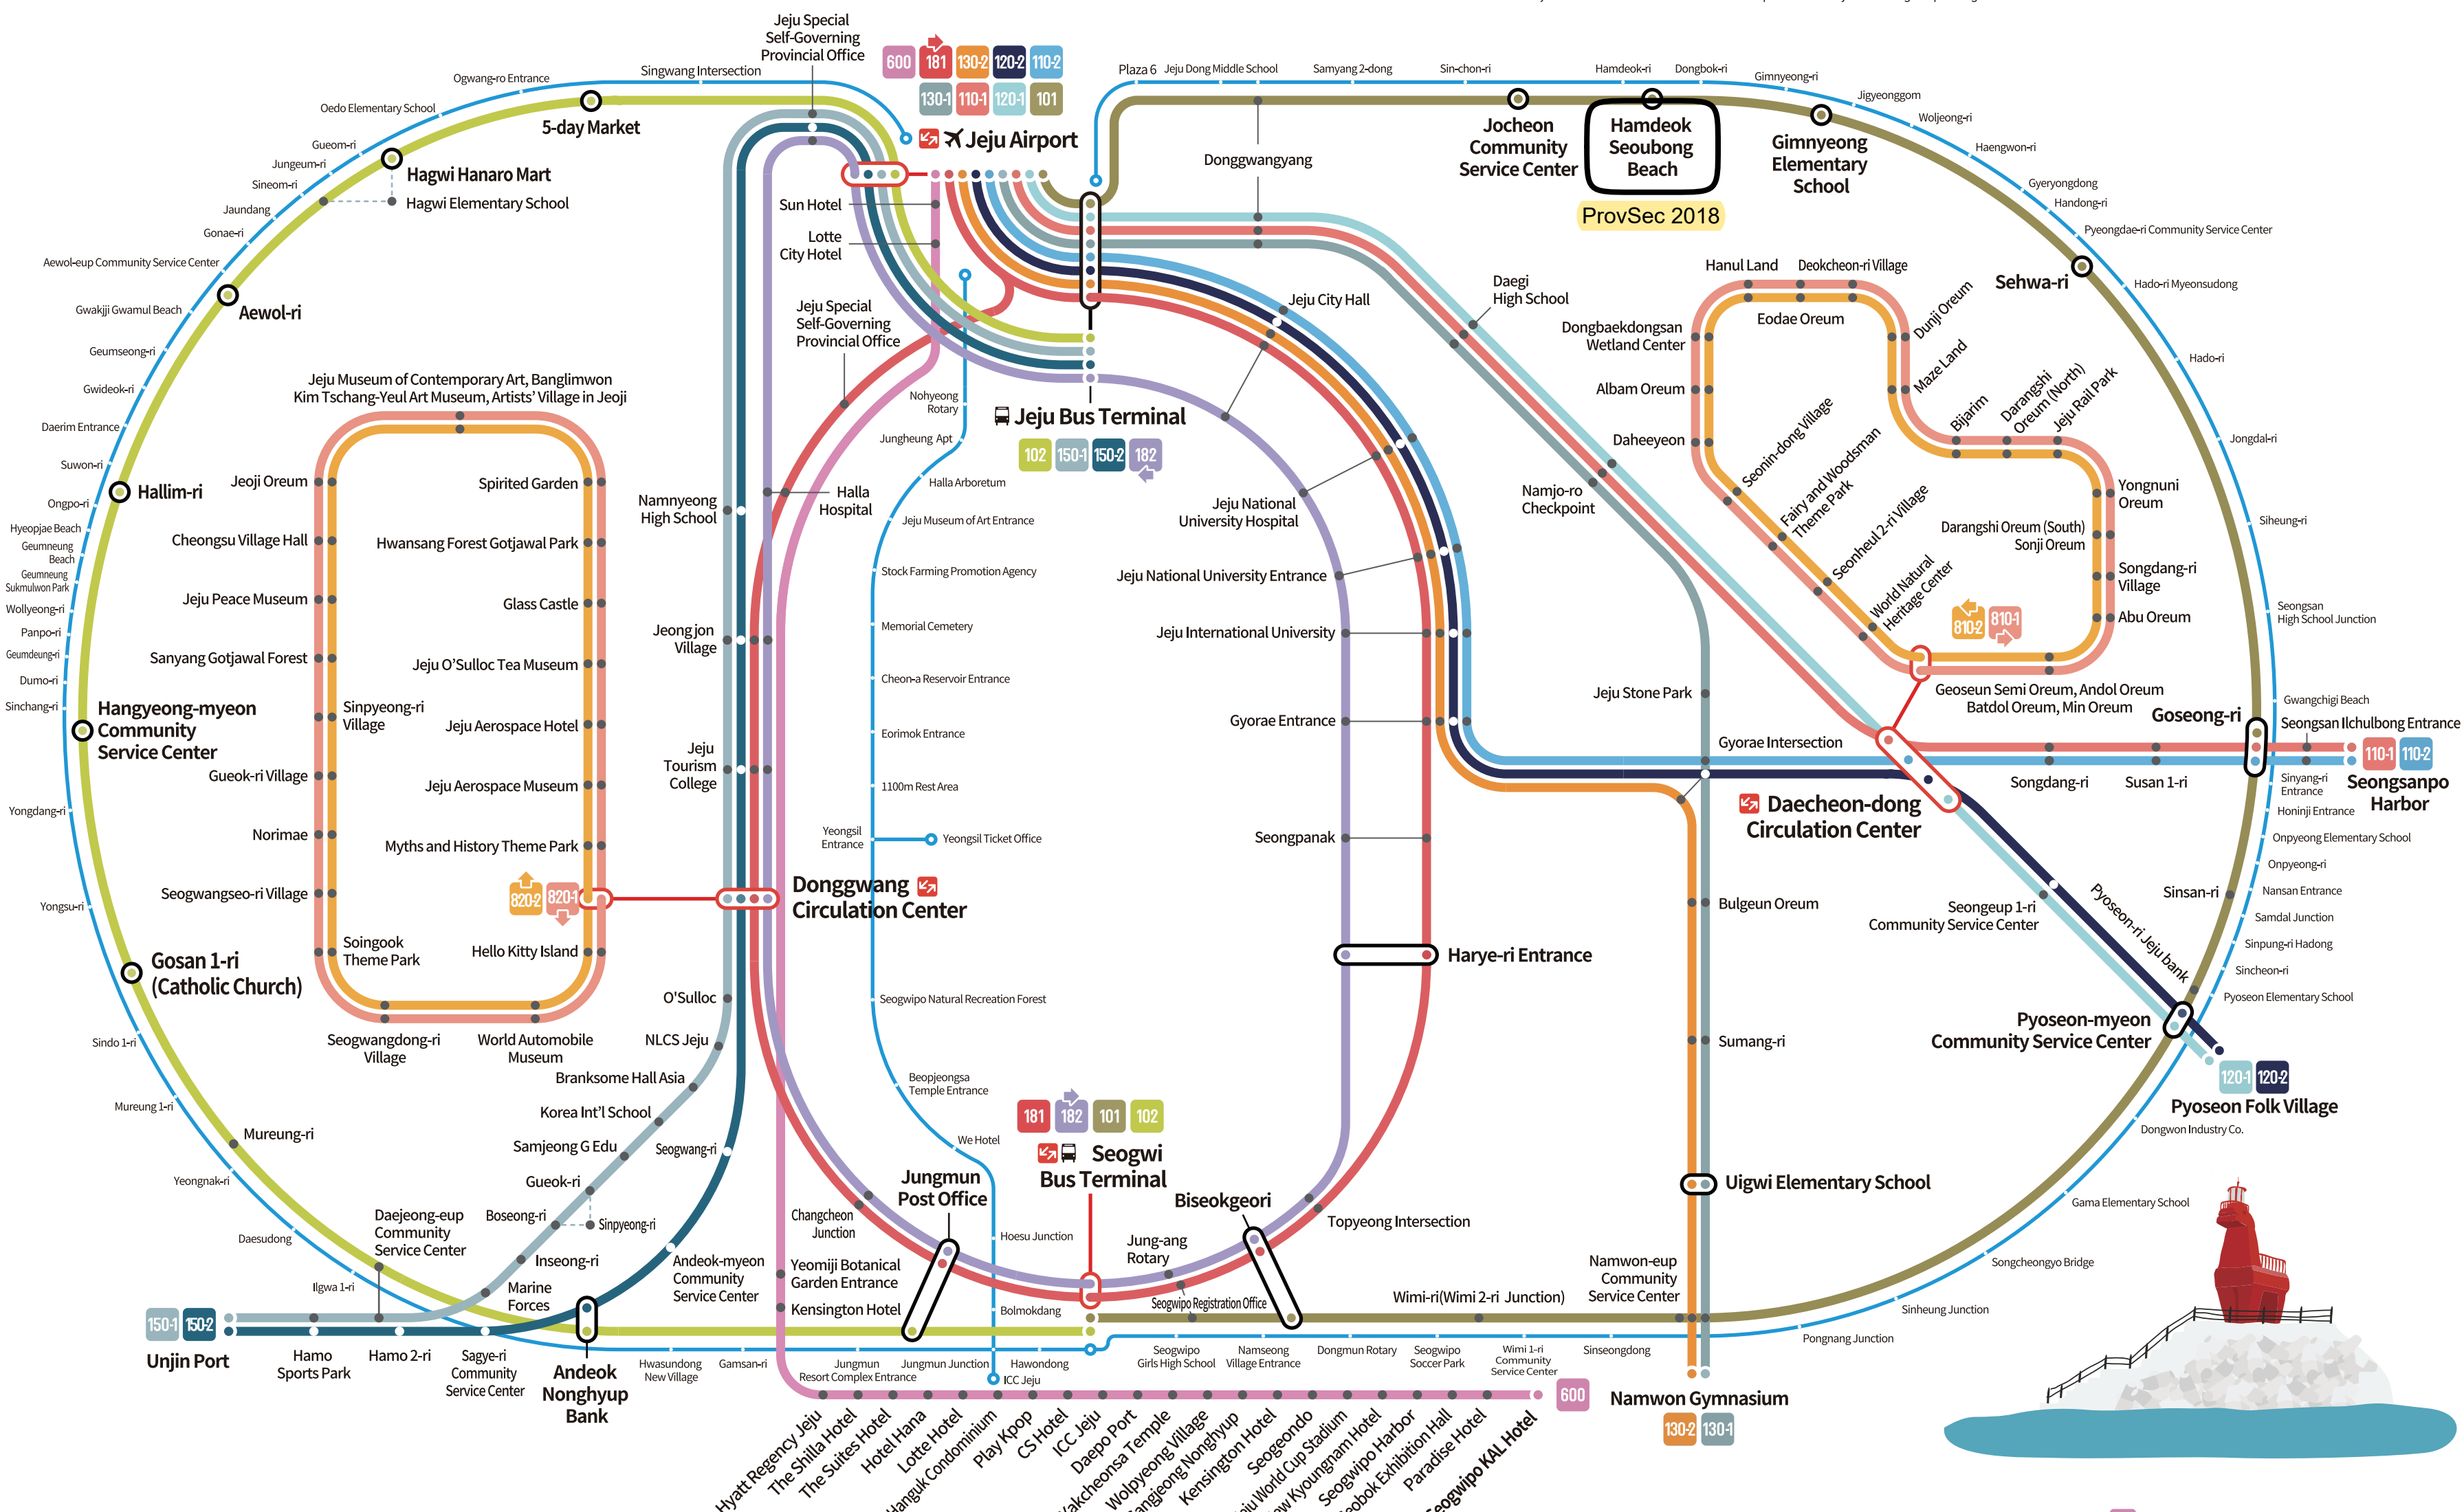 Jeju Special
Self-Governing
Provincial Office
600
181
130-2
120-2
110-2
130-1
110-1
120-1
101
Jeju Airport
Singwang Intersection
Ogwang-ro Entrance
Oedo Elementary School
5-day Market
Gueom-ri
Jungeum-ri
Sineom-ri
Hagwi Hanaro Mart
Hagwi Elementary School
Jaundang
Gonae-ri
Aewol-eup Community Service Center
Gwakjji Gwamul Beach
Aewol-ri
Geumseong-ri
Gwideok-ri
Daerim Entrance
Suwon-ri
Hallim-ri
Ongpo-ri
Hyeopjae Beach
Geumneung
Beach
Geumneung
Sukmulwon Park
Wollyeong-ri
Panpo-ri
Geumdeung-ri
Dumo-ri
Sinchang-ri
Hangyeong-myeon
Community
Service Center
Yongdang-ri
Yongsu-ri
Gosan 1-ri
(Catholic Church)
Sindo 1-ri
Mureung 1-ri
Mureung-ri
Yeongnak-ri
Daesudong
Ilgwa 1-ri
Plaza 6
Jeju Dong Middle School
Samyang 2-dong
Sin-chon-ri
Hamdeok-ri
Dongbok-ri
Gimnyeong-ri
Jigyeonggom
Woljeong-ri
Haengwon-ri
Gyeryongdong
Handong-ri
Pyeongdae-ri Community Service Center
Hado-ri Myeonsudong
Hado-ri
Jongdal-ri
Siheung-ri
Seongsan
High School Junction
Gwangchigi Beach
Seongsan Ilchulbong Entrance
Donggwangyang
Jocheon
Community
Service Center
Hamdeok
Seoubong
Beach
ProvSec 2018
Gimnyeong
Elementary
School
Sehwa-ri
Goseong-ri
110-1
110-2
Seongsanpo
Harbor
Sinyang-ri
Entrance
Honinji Entrance
Onpyeong Elementary School
Onpyeong-ri
Nansan Entrance
Samdal Junction
Sinpung-ri Hadong
Sincheon-ri
Pyoseon Elementary School
Sinsan-ri
Sun Hotel
Lotte
City Hotel
Jeju Special
Self-Governing
Provincial Office
Jeju Bus Terminal
102
150-1
150-2
182
Nohyeong
Rotary
Jungheung Apt
Halla Arboretum
Jeju Museum of Art Entrance
Stock Farming Promotion Agency
Memorial Cemetery
Cheon-a Reservoir Entrance
Eorimok Entrance
1100m Rest Area
Yeongsil
Entrance
Yeongsil Ticket Office
Seogwipo Natural Recreation Forest
Beopjeongsa
Temple Entrance
We Hotel
Hoesu Junction
Bolmokdang
ICC Jeju
Jeju City Hall
Jeju National
University Hospital
Jeju National University Entrance
Jeju International University
Gyorae Entrance
Seongpanak
Harye-ri Entrance
Daegi
High School
Namjo-ro
Checkpoint
Jeju Stone Park
Gyorae Intersection
Daecheon-dong
Circulation Center
Songdang-ri
Susan 1-ri
Hanul Land
Deokcheon-ri Village
Eodae Oreum
Dunji Oreum
Maze Land
Dongbaekdongsan
Wetland Center
Albam Oreum
Daheeyeon
Seonin-dong Village
Fairy and Woodsman
Theme Park
Seonheul 2-ri Village
World Natural
Heritage Center
Bijarim
Darangshi
Oreum (North)
Jeju Rail Park
Yongnuni
Oreum
Darangshi Oreum (South)
Sonji Oreum
Songdang-ri
Village
Abu Oreum
810-2
810-1
Geoseun Semi Oreum, Andol Oreum
Batdol Oreum, Min Oreum
Jeju Museum of Contemporary Art, Banglimwon
Kim Tschang-Yeul Art Museum, Artists' Village in Jeoji
Jeoji Oreum
Cheongsu Village Hall
Jeju Peace Museum
Sanyang Gotjawal Forest
Sinpyeong-ri
Village
Gueok-ri Village
Norimae
Seogwangseo-ri Village
Soingook
Theme Park
Seogwangdong-ri
Village
World Automobile
Museum
Spirited Garden
Hwansang Forest Gotjawal Park
Glass Castle
Jeju O'Sulloc Tea Museum
Jeju Aerospace Hotel
Jeju Aerospace Museum
Myths and History Theme Park
820-2
820-1
Hello Kitty Island
Namnyeong
High School
Halla
Hospital
Jeongjon
Village
Jeju
Tourism
College
Donggwang
Circulation Center
O'Sulloc
NLCS Jeju
Branksome Hall Asia
Korea Int'l School
Samjeong G Edu
Gueok-ri
Boseong-ri
Sinpyeong-ri
Inseong-ri
Marine
Forces
Seogwang-ri
Andeok-myeon
Community
Service Center
Daejeong-eup
Community
Service Center
150-1
150-2
Unjin Port
Hamo
Sports Park
Hamo 2-ri
Sagye-ri
Community
Service Center
Andeok
Nonghyup
Bank
Hwasundong
New Village
Gamsan-ri
Jungmun
Resort Complex Entrance
Jungmun Junction
Hawondong
Changcheon
Junction
Yeomiji Botanical
Garden Entrance
Kensington Hotel
Jungmun
Post Office
181
182
101
102
Seogwi
Bus Terminal
Jung-ang
Rotary
Seogwipo Registration Office
Biseokgeori
Topyeong Intersection
Wimi-ri(Wimi 2-ri Junction)
Seogwipo
Girls High School
Namseong
Village Entrance
Dongmun Rotary
Seogwipo
Soccer Park
Wimi 1-ri
Community
Service Center
Sinseongdong
Namwon-eup
Community
Service Center
Bulgeun Oreum
Sumang-ri
Uigwi Elementary School
Namwon Gymnasium
130-2
130-1
Seongeup 1-ri
Community Service Center
Pyoseon-ri Jeju bank
Pyoseon-myeon
Community Service Center
120-1
120-2
Pyoseon Folk Village
Dongwon Industry Co.
Gama Elementary School
Songcheongyo Bridge
Sinheung Junction
Pongnang Junction
Hyatt Regency Jeju
The Shilla Hotel
The Suites Hotel
Hotel Hana
Lotte Hotel
Hanguk Condominium
Play Kpop
CS Hotel
ICC Jeju
Daepo Port
Yakcheonsa Temple
Wolpyeong Village
Nonghyup
Kensington Hotel
Seogeondo
World Cup Stadium
Kyoungnam Hotel
Seogwipo Harbor
Exhibition Hall
Paradise Hotel
Seogwipo KAL Hotel
600